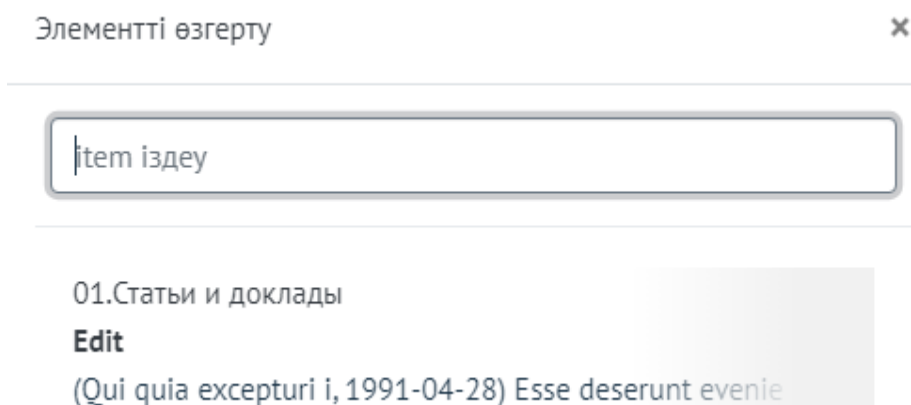 Элементті өзгерту ×
item іздеу
01.Статьи и доклады
Edit
(Qui quia excepturi i, 1991-04-28) Esse deserunt evenie